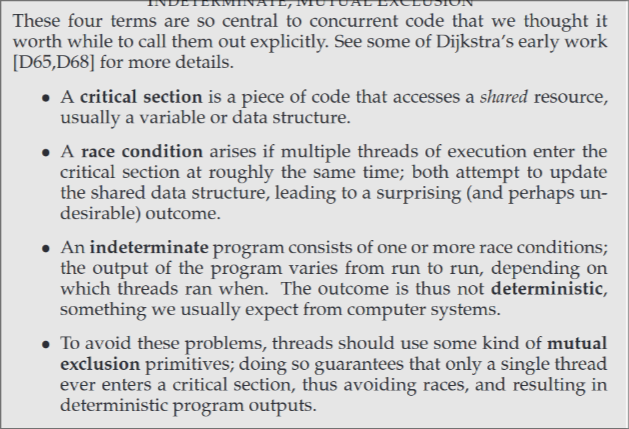 INDETERMINATE, MUTUAL EXCLUSION
These four terms are so central to concurrent code that we thought it
worth while to call them out explicitly. See some of Dijkstra's early work
[D65,D68] for more details.
• A critical section is a piece of code that accesses a shared resource,
usually a variable or data structure.
• A race condition arises if multiple threads of execution enter the
critical section at roughly the same time; both attempt to update
the shared data structure, leading to a surprising (and perhaps un-
desirable) outcome.
• An indeterminate program consists of one or more race conditions;
the output of the program varies from run to run, depending on
which threads ran when. The outcome is thus not deterministic,
something we usually expect from computer systems.
• To avoid these problems, threads should use some kind of mutual
exclusion primitives; doing so guarantees that only a single thread
ever enters a critical section, thus avoiding races, and resulting in
deterministic program outputs.